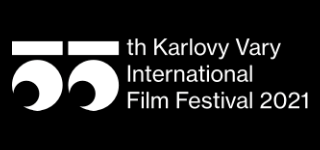 55th Karlovy Vary
International
Film Festival 2021